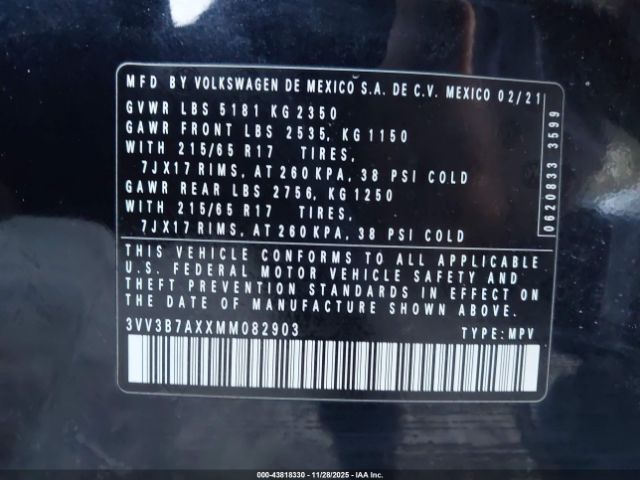 MFD BY VOLKSWAGEN DE MEXICO S.A. DE C.V. MEXICO 02/21
GVWR LBS 5181 KG 2350
GAWR FRONT LBS 2535, KG 1150
WITH 215/65 R17 TIRES,
7JX17 RIMS, AT 260 KPA, 38 PSI COLD
GAWR REAR LBS 2756, KG 1250
WITH 215/65 R17 TIRES,
7JX17 RIMS, AT 260 KPA, 38 PSI COLD
0620833 3599
THIS VEHICLE CONFORMS TO ALL APPLICABLE
U.S. FEDERAL MOTOR VEHICLE SAFETY AND
THEFT PREVENTION STANDARDS IN EFFECT ON
THE DATE OF MANUFACTURE SHOWN ABOVE.
3VV3B7AXXMM082903 TYPE: MPV
000-43818330 - 11/28/2025 - IAAI.com